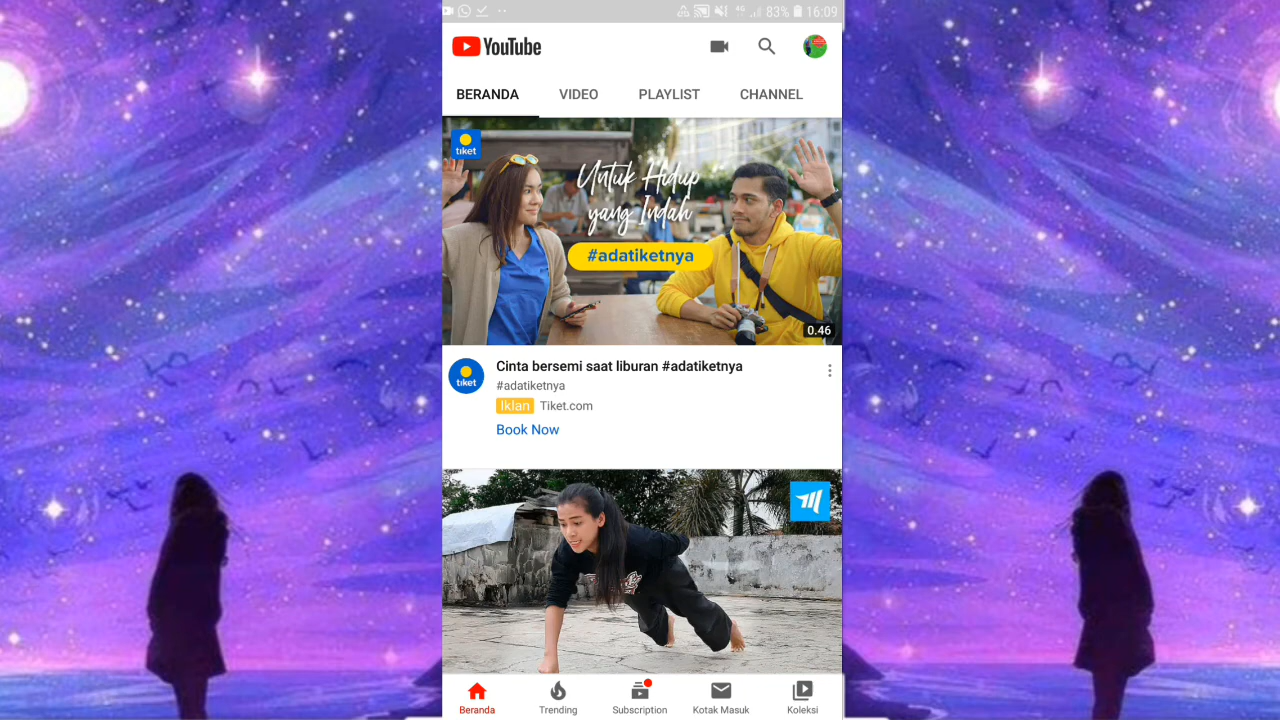 4G 83% 16:09
YouTube
BERANDA VIDEO PLAYLIST CHANNEL
tiket
Untuk Hidup
yang Indah
#adatiketnya
0.46
tiket
Cinta bersemi saat liburan #adatiketnya
#adatiketnya
Iklan Tiket.com
Book Now
Beranda Trending Subscription Kotak Masuk Koleksi